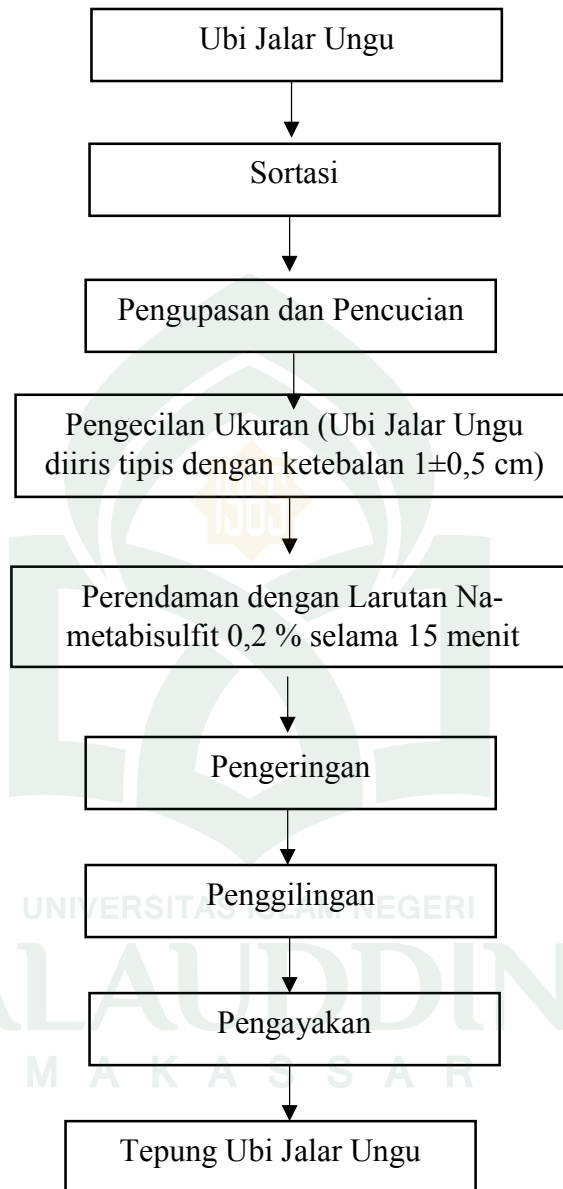 Ubi Jalar Ungu
Sortasi
Pengupasan dan Pencucian
Pengecilan Ukuran (Ubi Jalar Ungu
diiris tipis dengan ketebalan 1±0,5 cm)
1965
Perendaman dengan Larutan Na-
metabisulfit 0,2 % selama 15 menit
Pengeringan
Penggilingan
UNIVERSITAS ISLAM NEGERI
ALAUDDIN
Pengayakan
MAKASSAR
Tepung Ubi Jalar Ungu